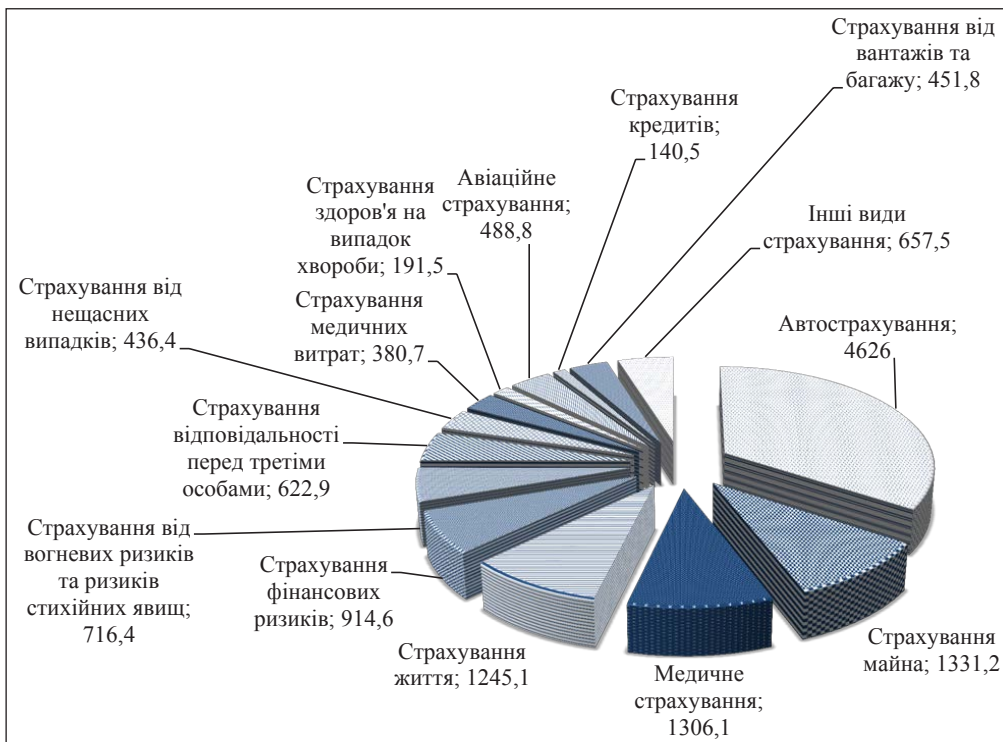 Страхування від
вантажів та
багажу; 451,8
Страхування
кредитів;
140,5
Авіаційне
страхування;
488,8
Страхування
здоров'я на
випадок
хвороби; 191,5
Страхування
медичних
витрат; 380,7
Страхування від
нещасних
випадків; 436,4
Страхування
відповідальності
перед третіми
особами; 622,9
Страхування від
вогневих ризиків
та ризиків
стихійних явищ;
716,4
Страхування
фінансових
ризиків; 914,6
Страхування
життя; 1245,1
Медичне
страхування;
1306,1
Страхування
майна; 1331,2
Автострахування;
4626
Інші види
страхування; 657,5